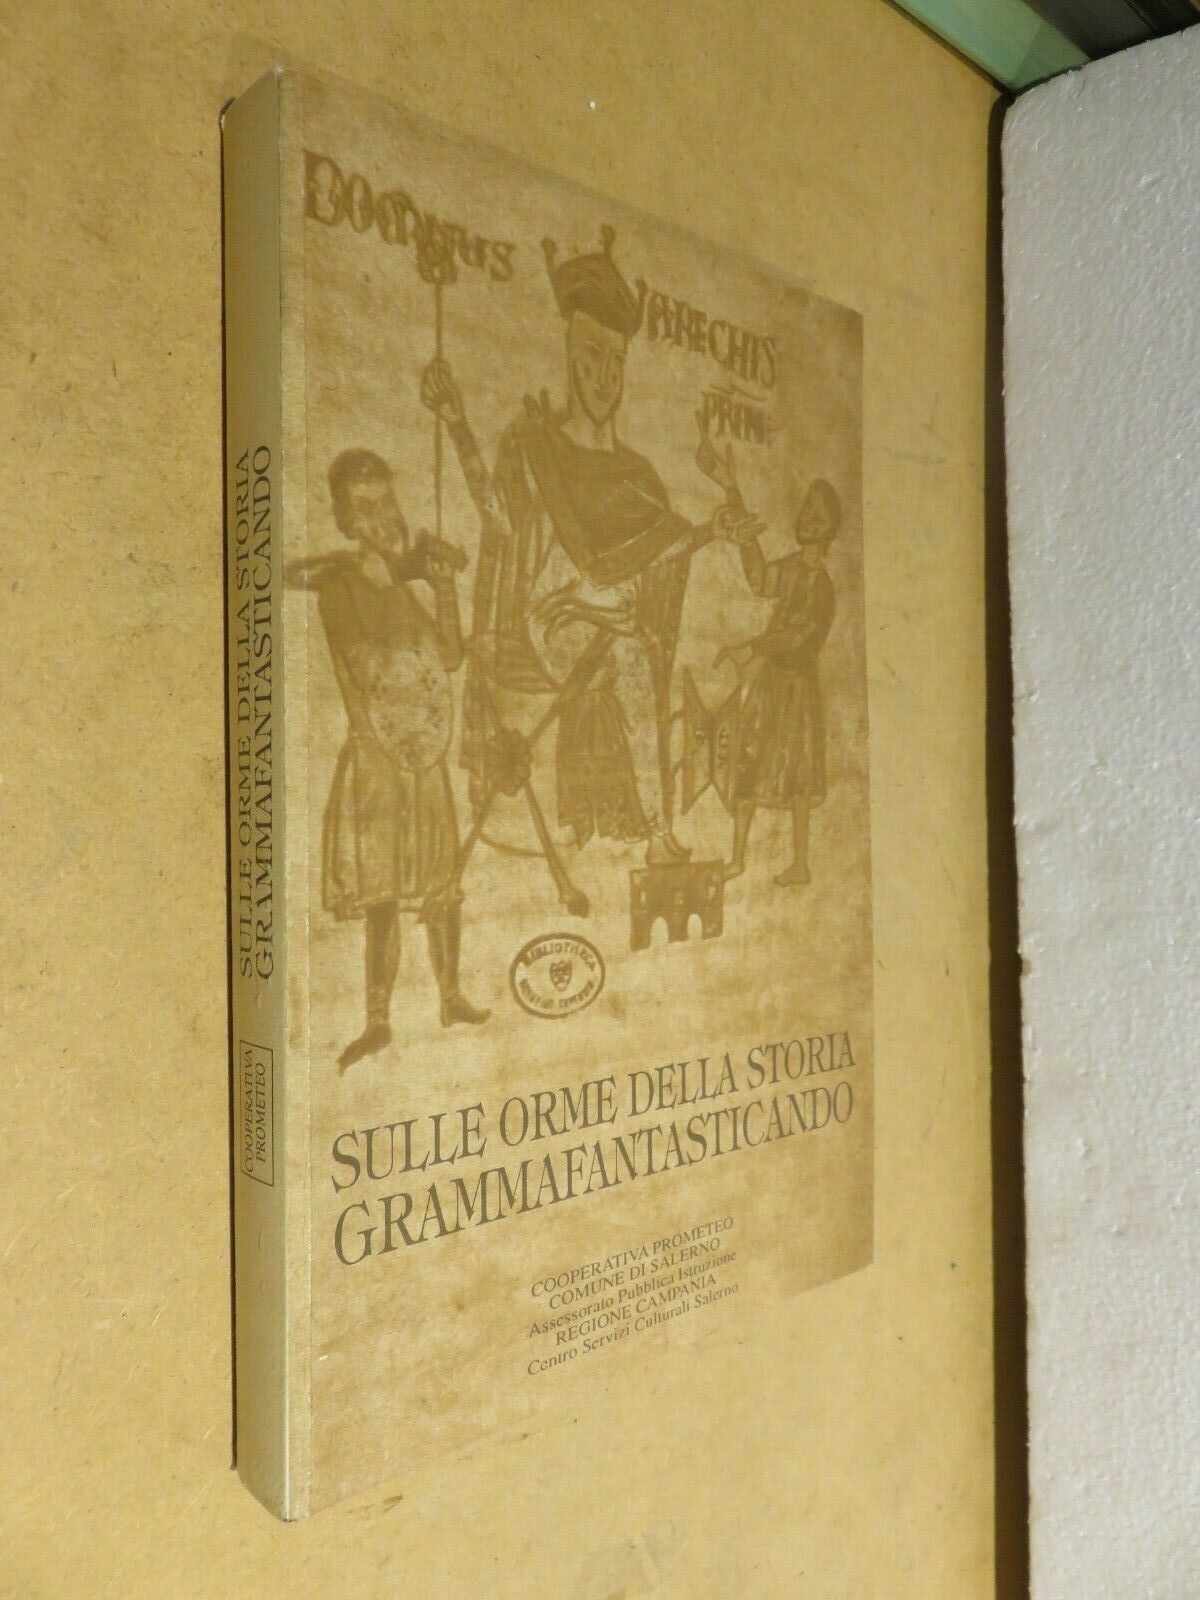 DOMNUS
ARECHIS
PRIN
BIBLIOTHECA
SULLE ORME DELLA STORIA
GRAMMAFANTASTICANDO
COOPERATIVA PROMETEO
COMUNE DI SALERNO
Assessorato Pubblica Istruzione
REGIONE CAMPANIA
Centro Servizi Culturali Salerno
SULLE ORME DELLA STORIA
GRAMMAFANTASTICANDO
COOPERATIVA
PROMETEO